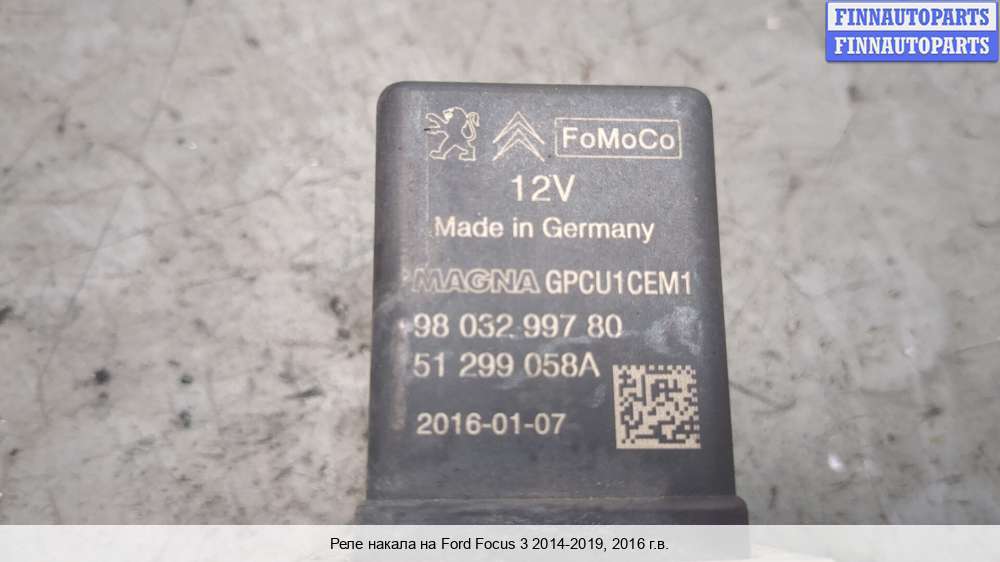 FINNAUTOPARTS
FINNAUTOPARTS
FoMoCo
12V
Made in Germany
MAGNA GPCU1CEM1
98 032 997 80
51 299 058A
2016-01-07
Реле накала на Ford Focus 3 2014-2019, 2016 г.в.